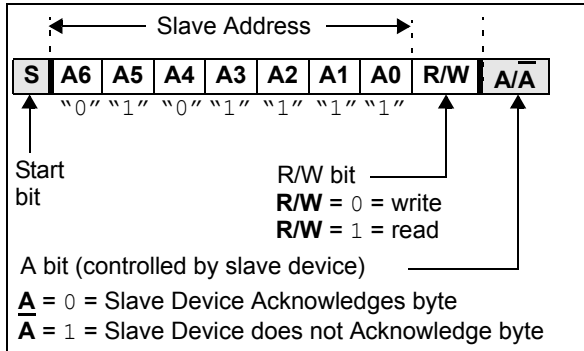 Slave Address
S A6 A5 A4 A3 A2 A1 A0 R/W A/A̅
“0” “1” “0” “1” “1” “1” “1”
Start
bit
R/W bit
R/W = 0 = write
R/W = 1 = read
A bit (controlled by slave device)
A = 0 = Slave Device Acknowledges byte
A̅ = 1 = Slave Device does not Acknowledge byte